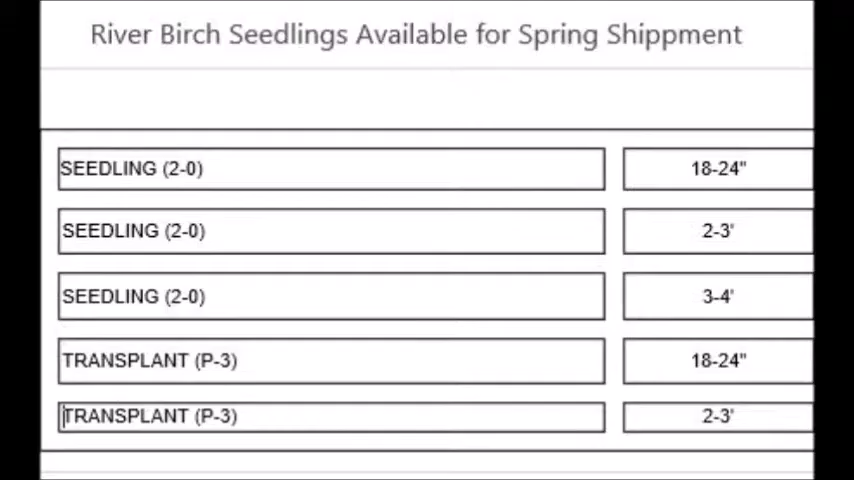 River Birch Seedlings Available for Spring Shippment
SEEDLING (2-0) 18-24"
SEEDLING (2-0) 2-3'
SEEDLING (2-0) 3-4'
TRANSPLANT (P-3) 18-24"
TRANSPLANT (P-3) 2-3'